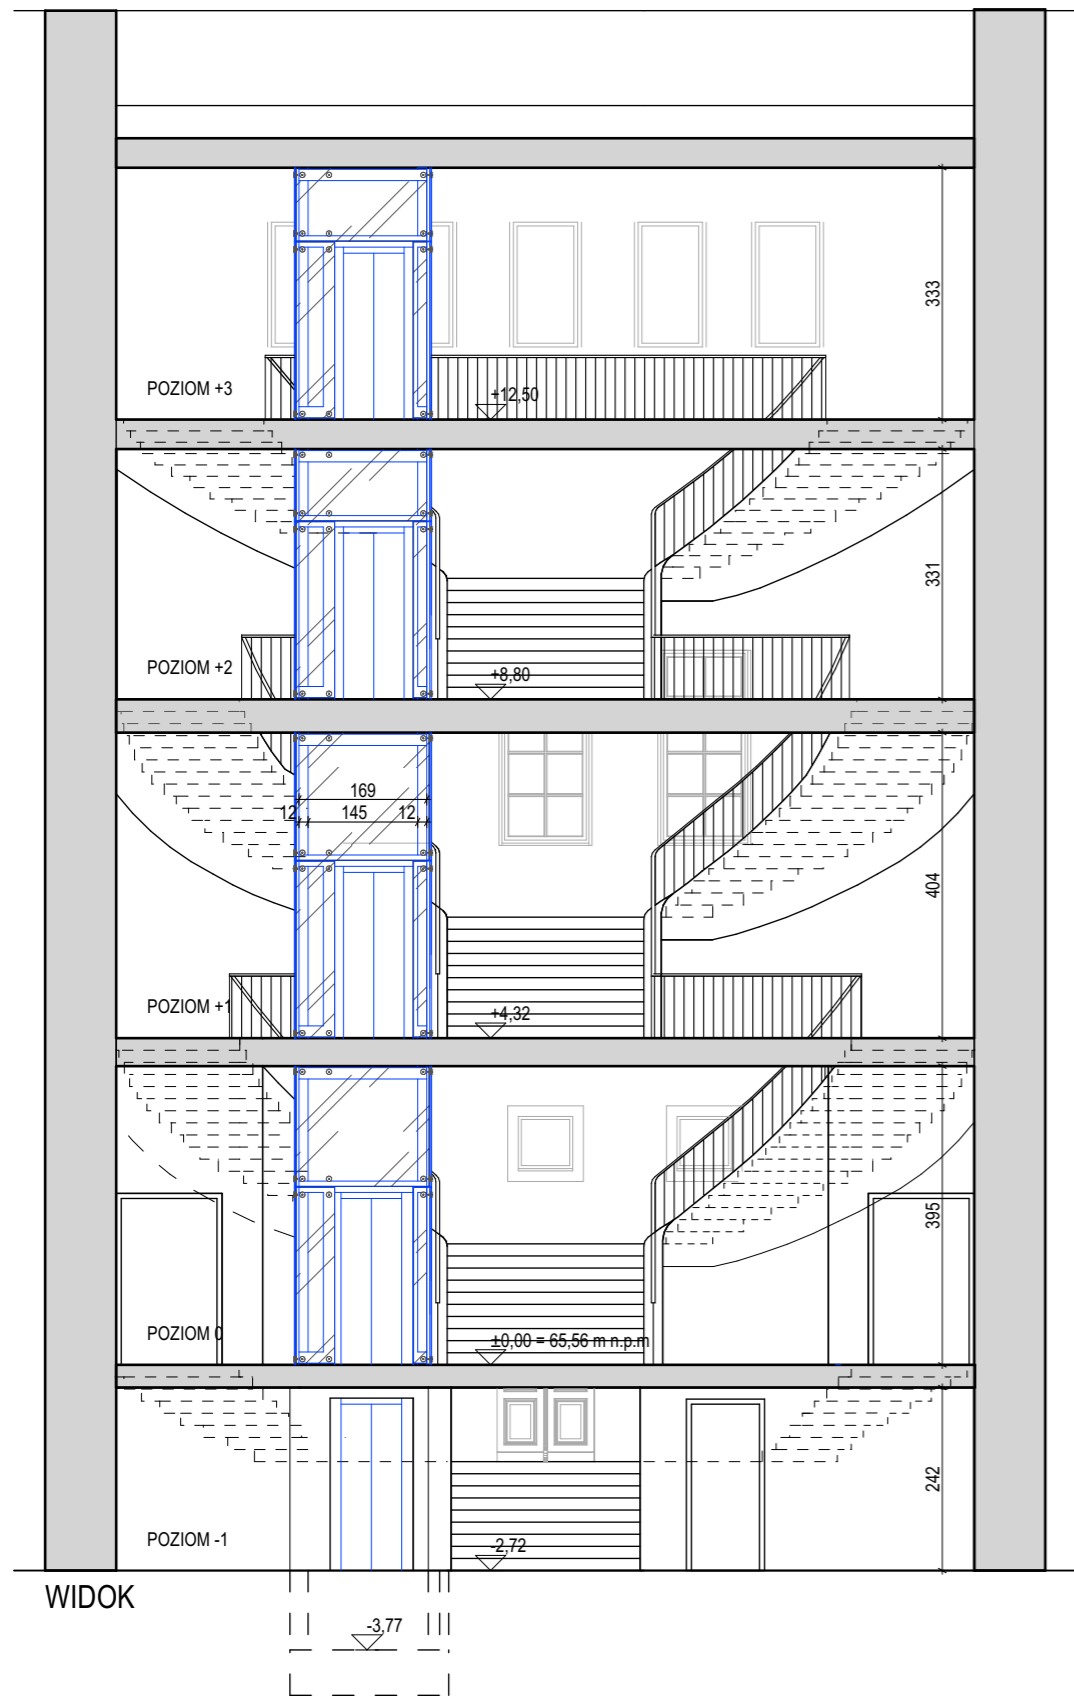 333
POZIOM +3
+12,50
331
POZIOM +2
+8,80
169
12 145 12
404
POZIOM +1
+4,32
395
POZIOM 0
±0,00 = 65,56 m n.p.m
242
POZIOM -1
-2,72
WIDOK
-3,77